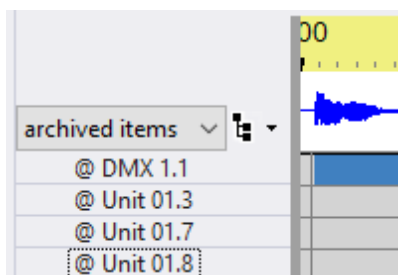 00
archived items
@ DMX 1.1
@ Unit 01.3
@ Unit 01.7
@ Unit 01.8